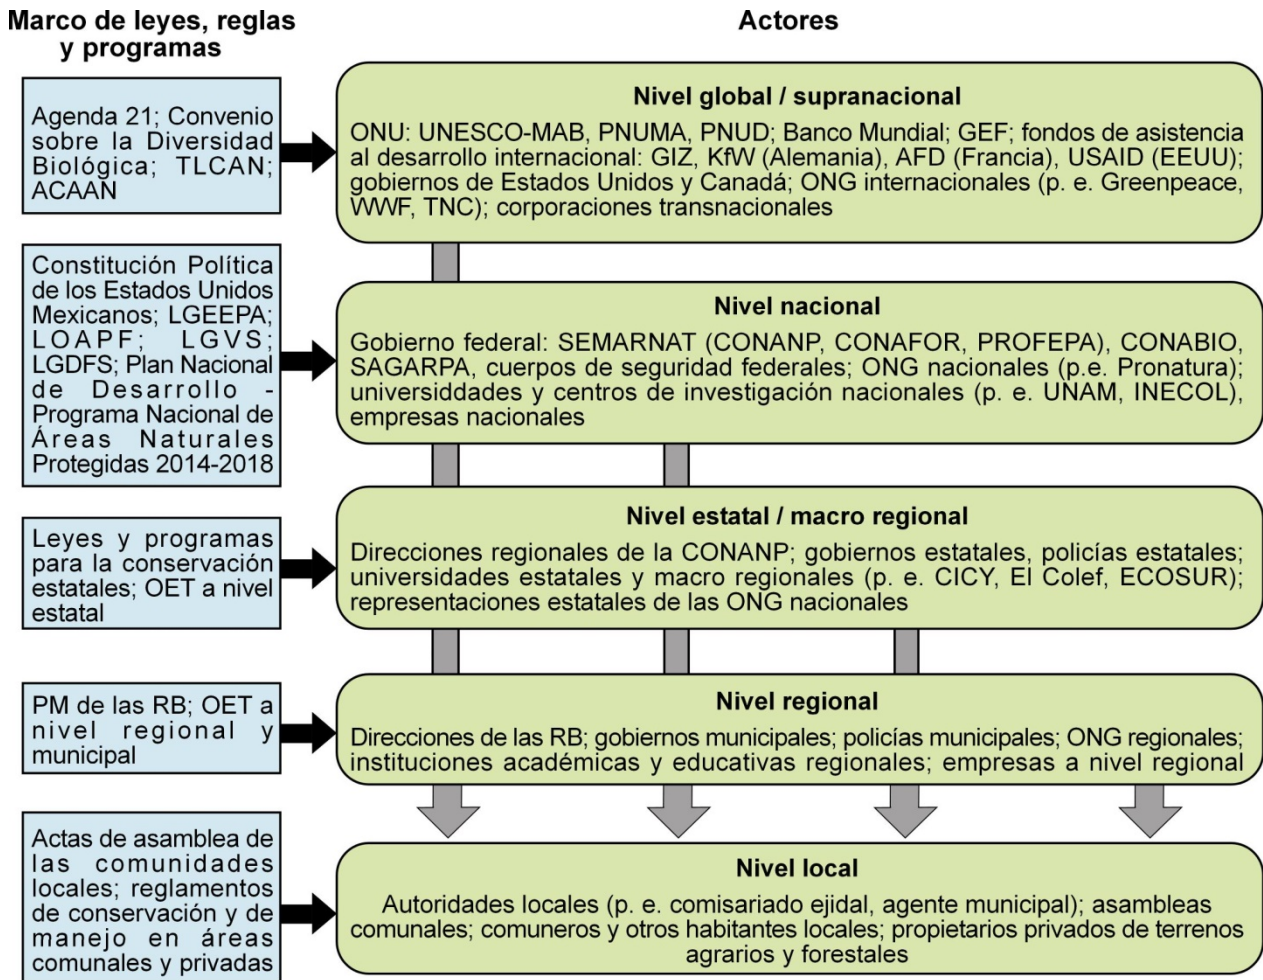 Marco de leyes, reglas
y programas
Actores
Agenda 21; Convenio
sobre la Diversidad
Biológica; TLCAN;
ACAAN
Nivel global / supranacional
ONU: UNESCO-MAB, PNUMA, PNUD; Banco Mundial; GEF; fondos de asistencia
al desarrollo internacional: GIZ, KfW (Alemania), AFD (Francia), USAID (EEUU);
gobiernos de Estados Unidos y Canadá; ONG internacionales (p. e. Greenpeace,
WWF, TNC); corporaciones transnacionales
Constitución Política
de los Estados Unidos
Mexicanos; LGEEPA;
LOAPF; LGVS;
LGDFS; Plan Nacional
de Desarrollo -
Programa Nacional de
Áreas Naturales
Protegidas 2014-2018
Nivel nacional
Gobierno federal: SEMARNAT (CONANP, CONAFOR, PROFEPA), CONABIO,
SAGARPA, cuerpos de seguridad federales; ONG nacionales (p.e. Pronatura);
universiddades y centros de investigación nacionales (p. e. UNAM, INECOL),
empresas nacionales
Leyes y programas
para la conservación
estatales; OET a nivel
estatal
Nivel estatal / macro regional
Direcciones regionales de la CONANP; gobiernos estatales, policías estatales;
universidades estatales y macro regionales (p. e. CICY, El Colef, ECOSUR);
representaciones estatales de las ONG nacionales
PM de las RB; OET a
nivel regional y
municipal
Nivel regional
Direcciones de las RB; gobiernos municipales; policías municipales; ONG regionales;
instituciones académicas y educativas regionales; empresas a nivel regional
Actas de asamblea de
las comunidades
locales; reglamentos
de conservación y de
manejo en áreas
comunales y privadas
Nivel local
Autoridades locales (p. e. comisariado ejidal, agente municipal); asambleas
comunales; comuneros y otros habitantes locales; propietarios privados de terrenos
agrarios y forestales